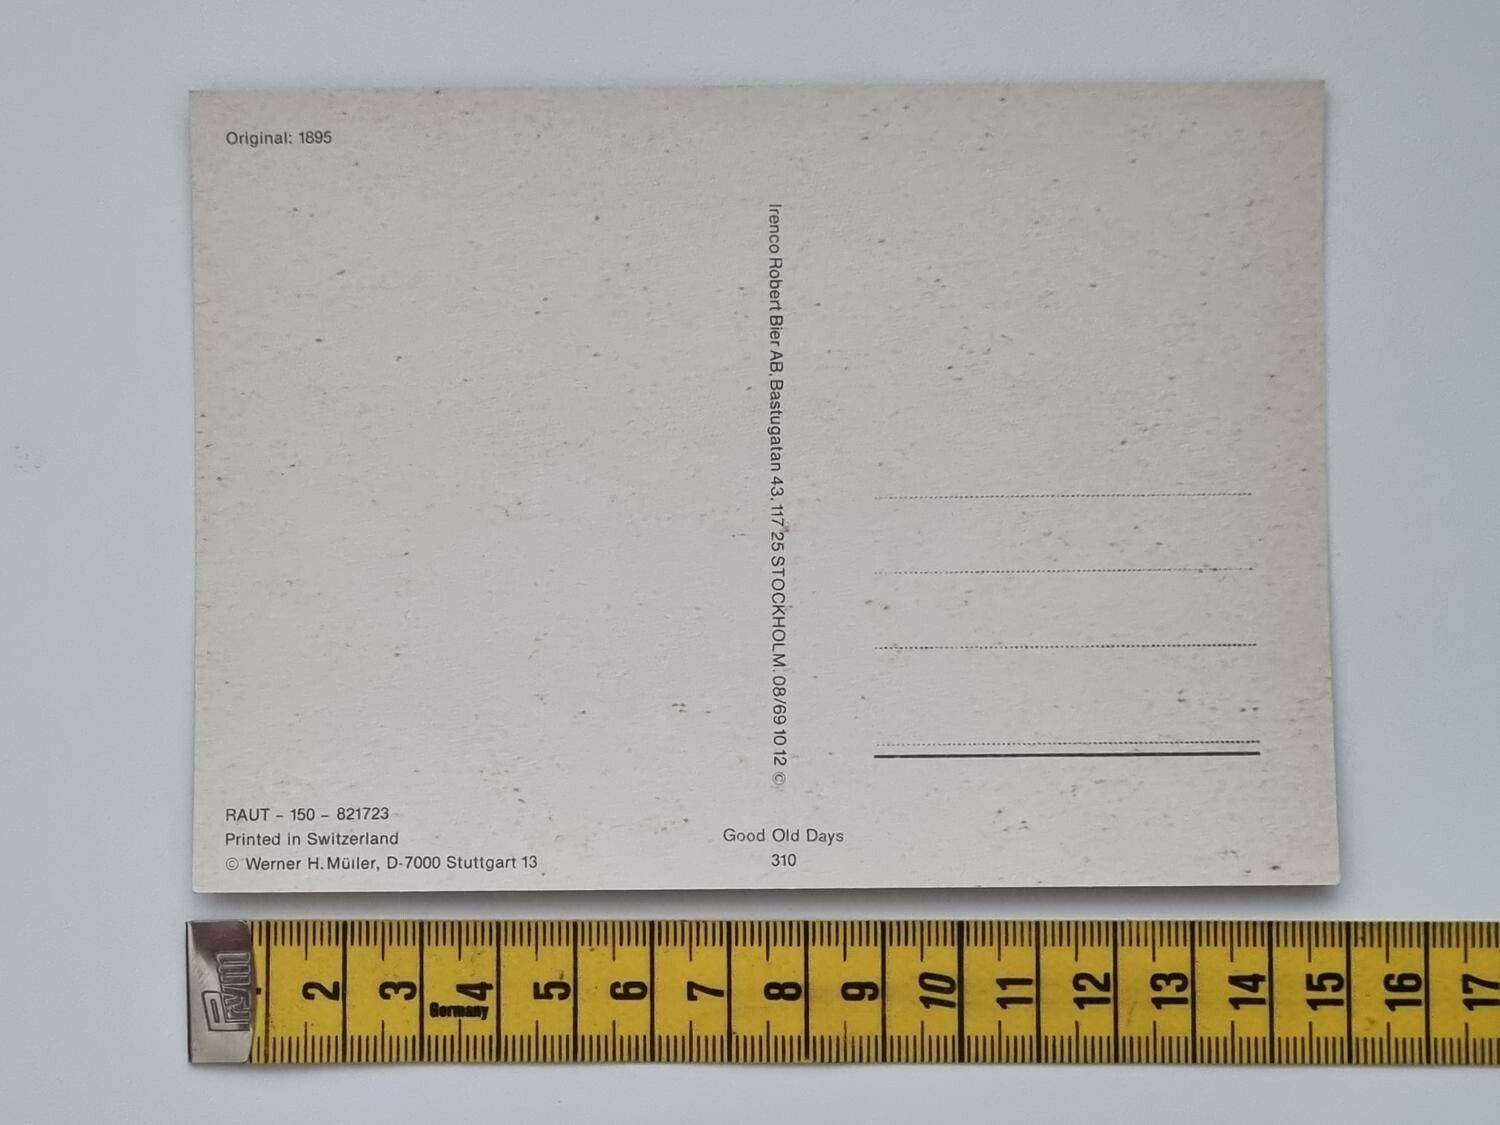 Original: 1895
Irenco Robert Bier AB, Bastugatan 43, 117 25 STOCKHOLM. 08/69 10 12 ©
RAUT – 150 – 821723
Printed in Switzerland
© Werner H. Müller, D-7000 Stuttgart 13
Good Old Days
310
Prym
2 3 4 5 6 7 8 9 10 11 12 13 14 15 16 17
Germany